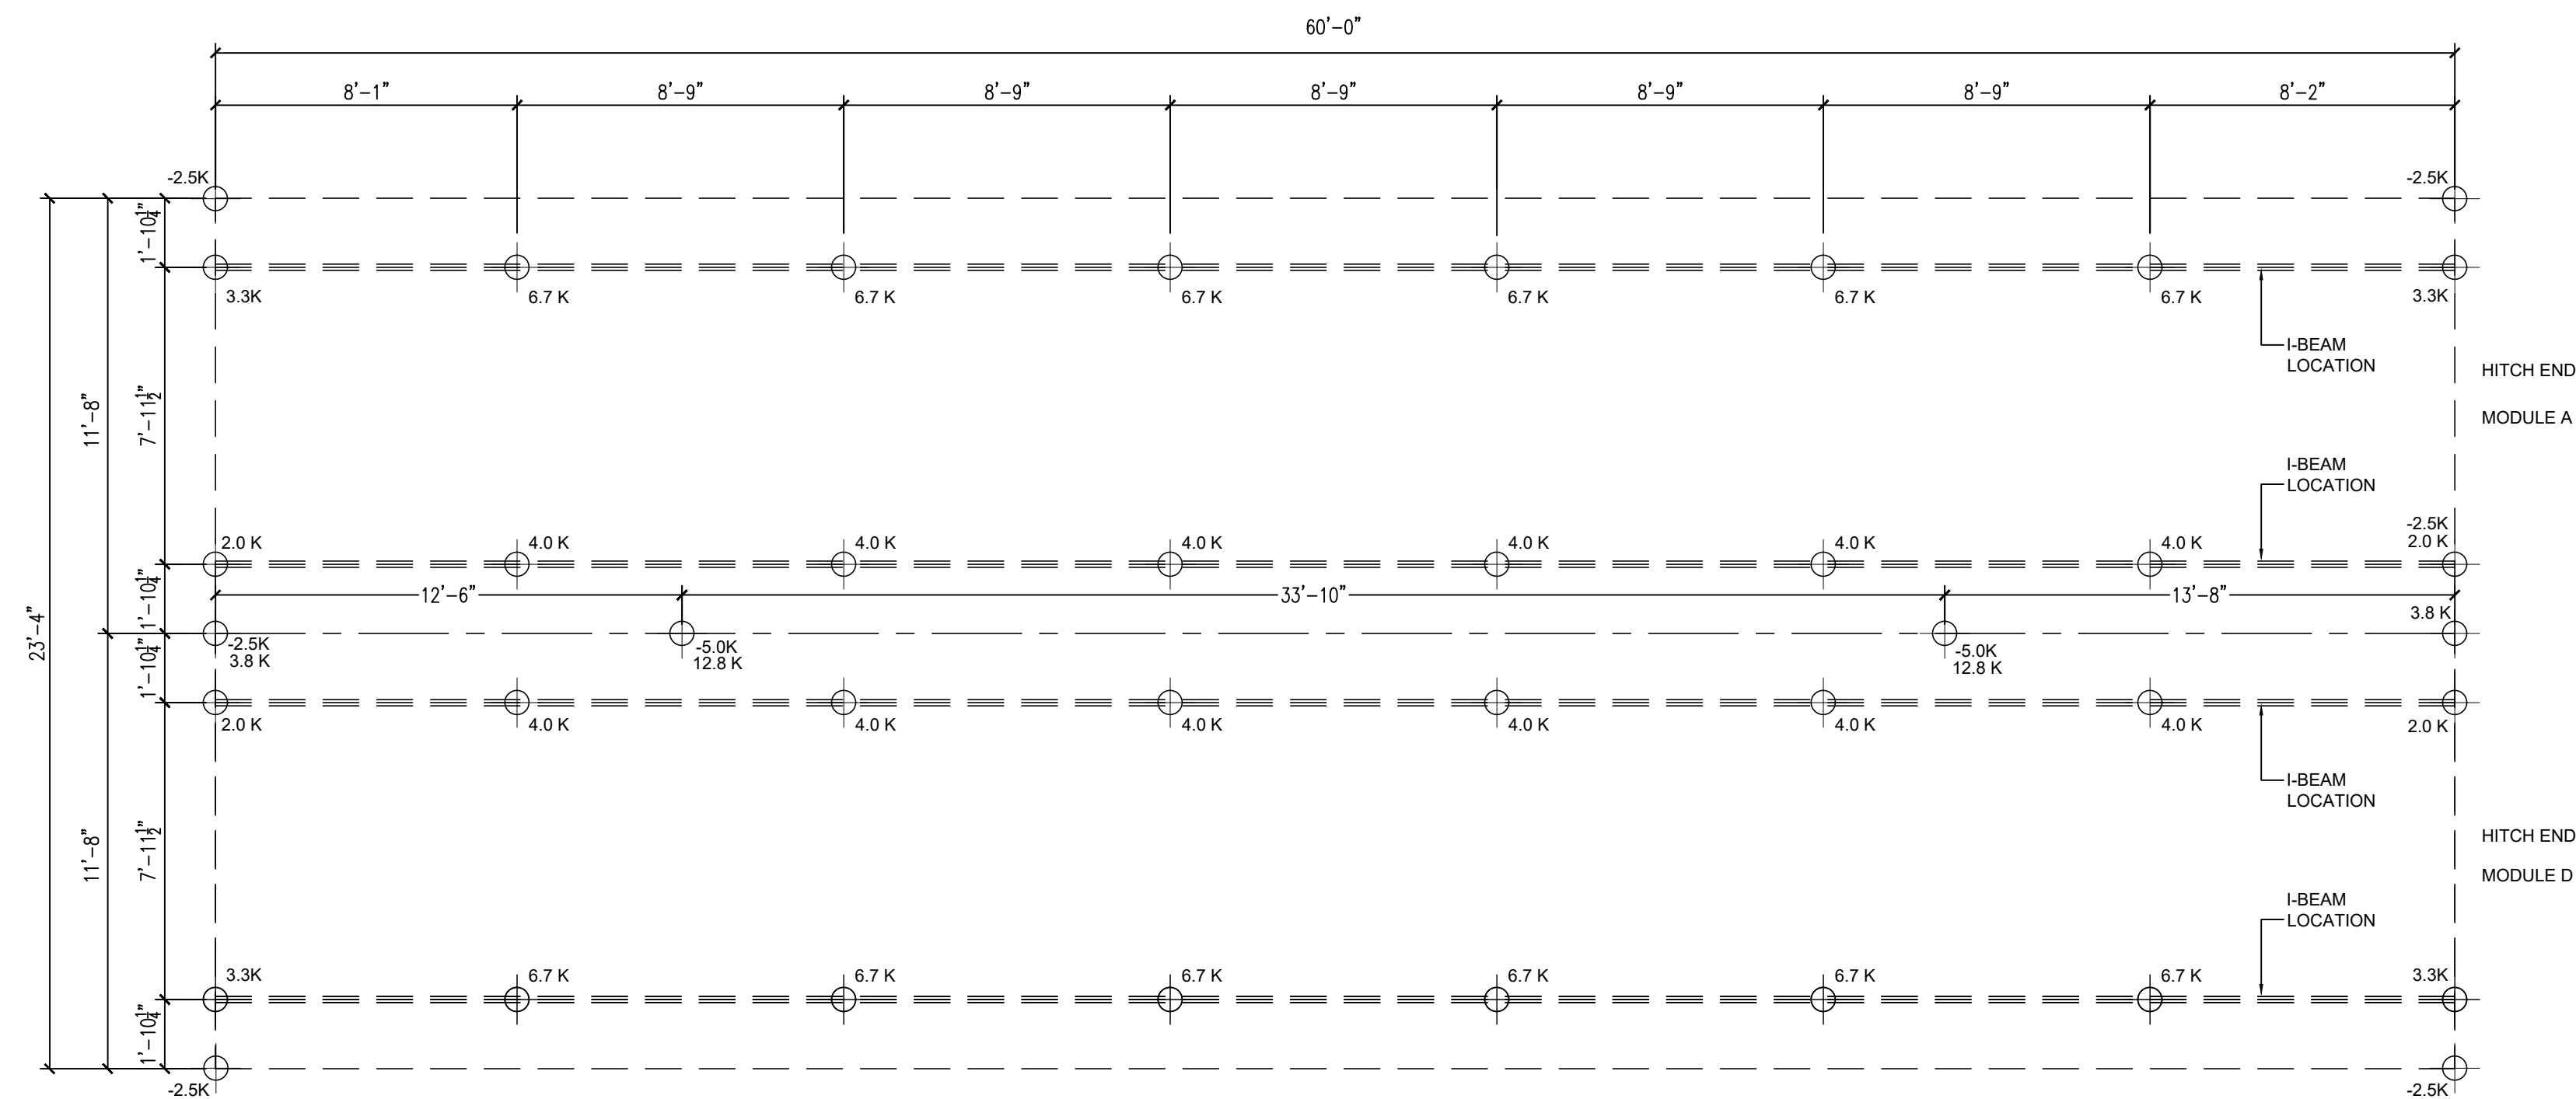 60'-0"
8'-1" 8'-9" 8'-9" 8'-9" 8'-9" 8'-9" 8'-2"
-2.5K -2.5K
1'-10¼"
3.3K 6.7 K 6.7 K 6.7 K 6.7 K 6.7 K 6.7 K 3.3K
I-BEAM
LOCATION
HITCH END
MODULE A
11'-8"
7'-11½"
I-BEAM
LOCATION
-2.5K
2.0 K 4.0 K 4.0 K 4.0 K 4.0 K 4.0 K 4.0 K 2.0 K
1'-10¼"
12'-6" 33'-10" 13'-8"
23'-4"
3.8 K
-2.5K -5.0K -5.0K
3.8 K 12.8 K 12.8 K
1'-10¼"
2.0 K 4.0 K 4.0 K 4.0 K 4.0 K 4.0 K 4.0 K 2.0 K
I-BEAM
LOCATION
HITCH END
MODULE D
11'-8"
7'-11½"
I-BEAM
LOCATION
3.3K 6.7 K 6.7 K 6.7 K 6.7 K 6.7 K 6.7 K 3.3K
1'-10¼"
-2.5K -2.5K